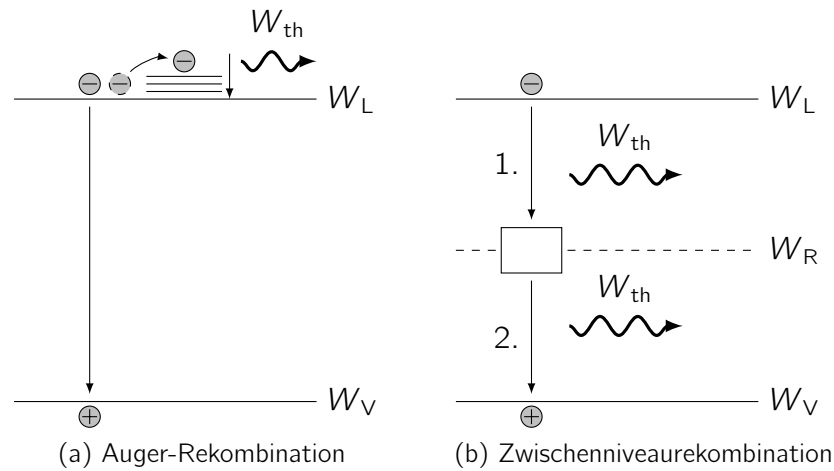 W_th
W_L
W_V
(a) Auger-Rekombination
W_L
1.
W_th
W_R
2.
W_th
W_V
(b) Zwischenniveaurekombination